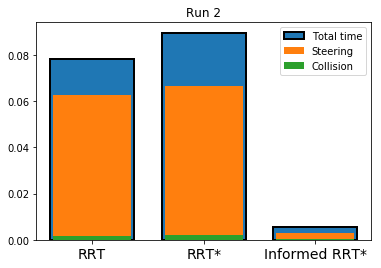 Run 2
Total time
Steering
Collision
0.08
0.06
0.04
0.02
0.00
RRT RRT* Informed RRT*